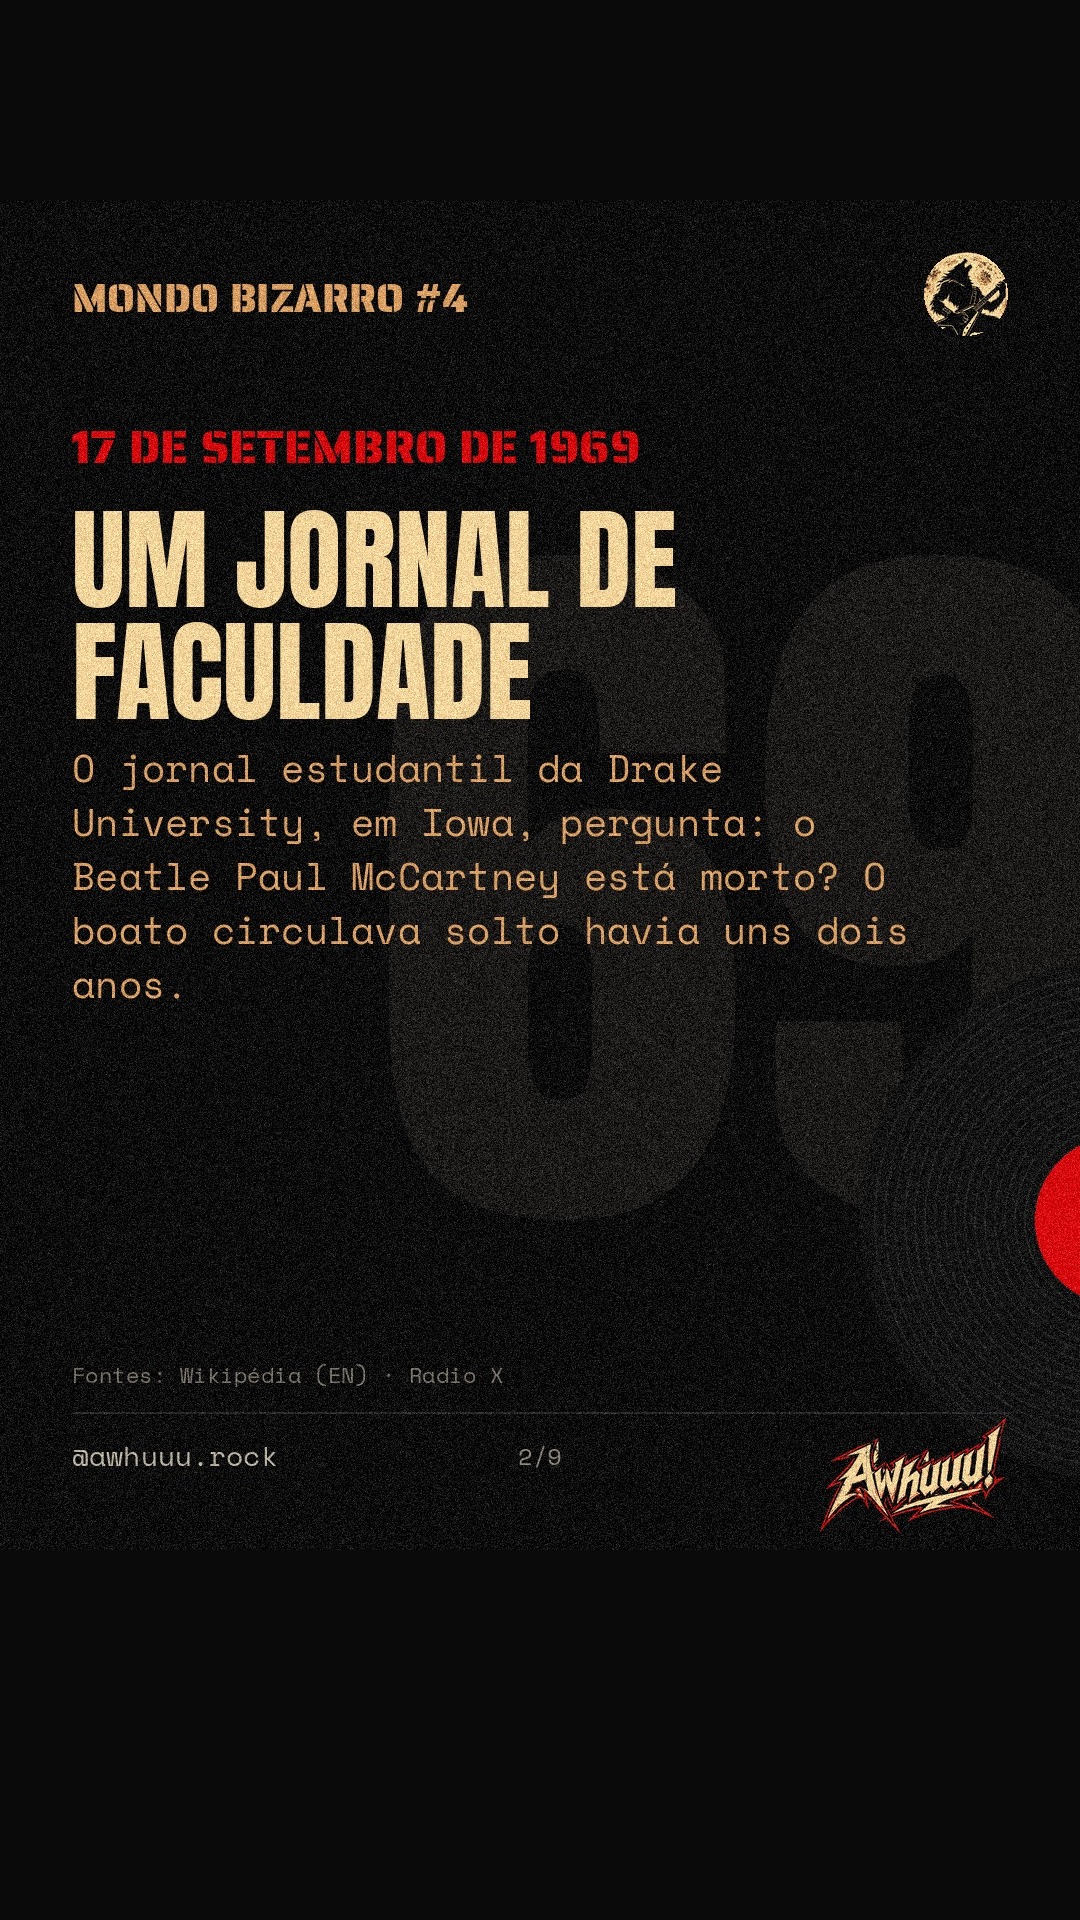 MONDO BIZARRO #4
17 DE SETEMBRO DE 1969
UM JORNAL DE
FACULDADE
O jornal estudantil da Drake
University, em Iowa, pergunta: o
Beatle Paul McCartney está morto? O
boato circulava solto havia uns dois
anos.
69
Fontes: Wikipédia (EN) · Radio X
@awhuuu.rock
2/9
Awhuuu!